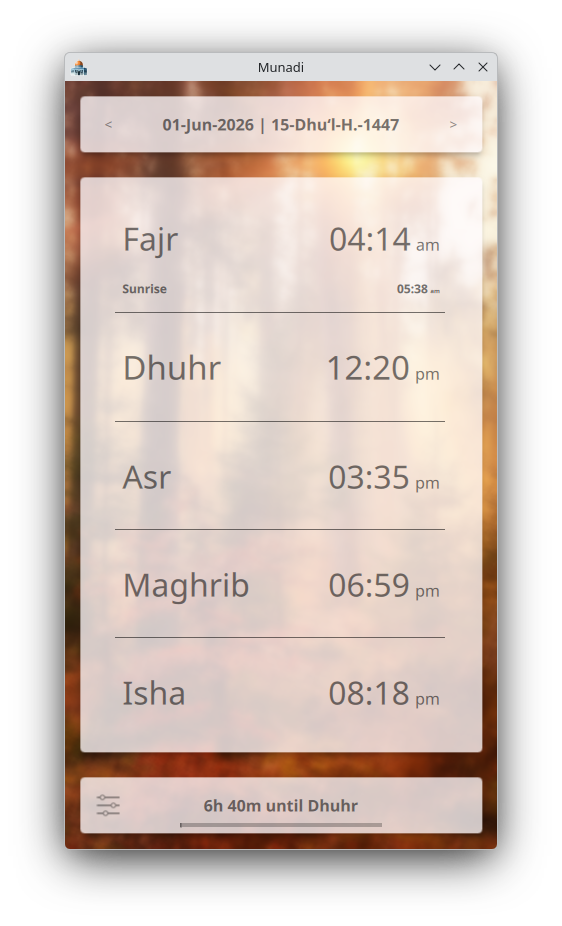 Munadi
< 01-Jun-2026 | 15-Dhu‘l-H.-1447 >
Fajr 04:14 am
Sunrise 05:38 am
Dhuhr 12:20 pm
Asr 03:35 pm
Maghrib 06:59 pm
Isha 08:18 pm
6h 40m until Dhuhr